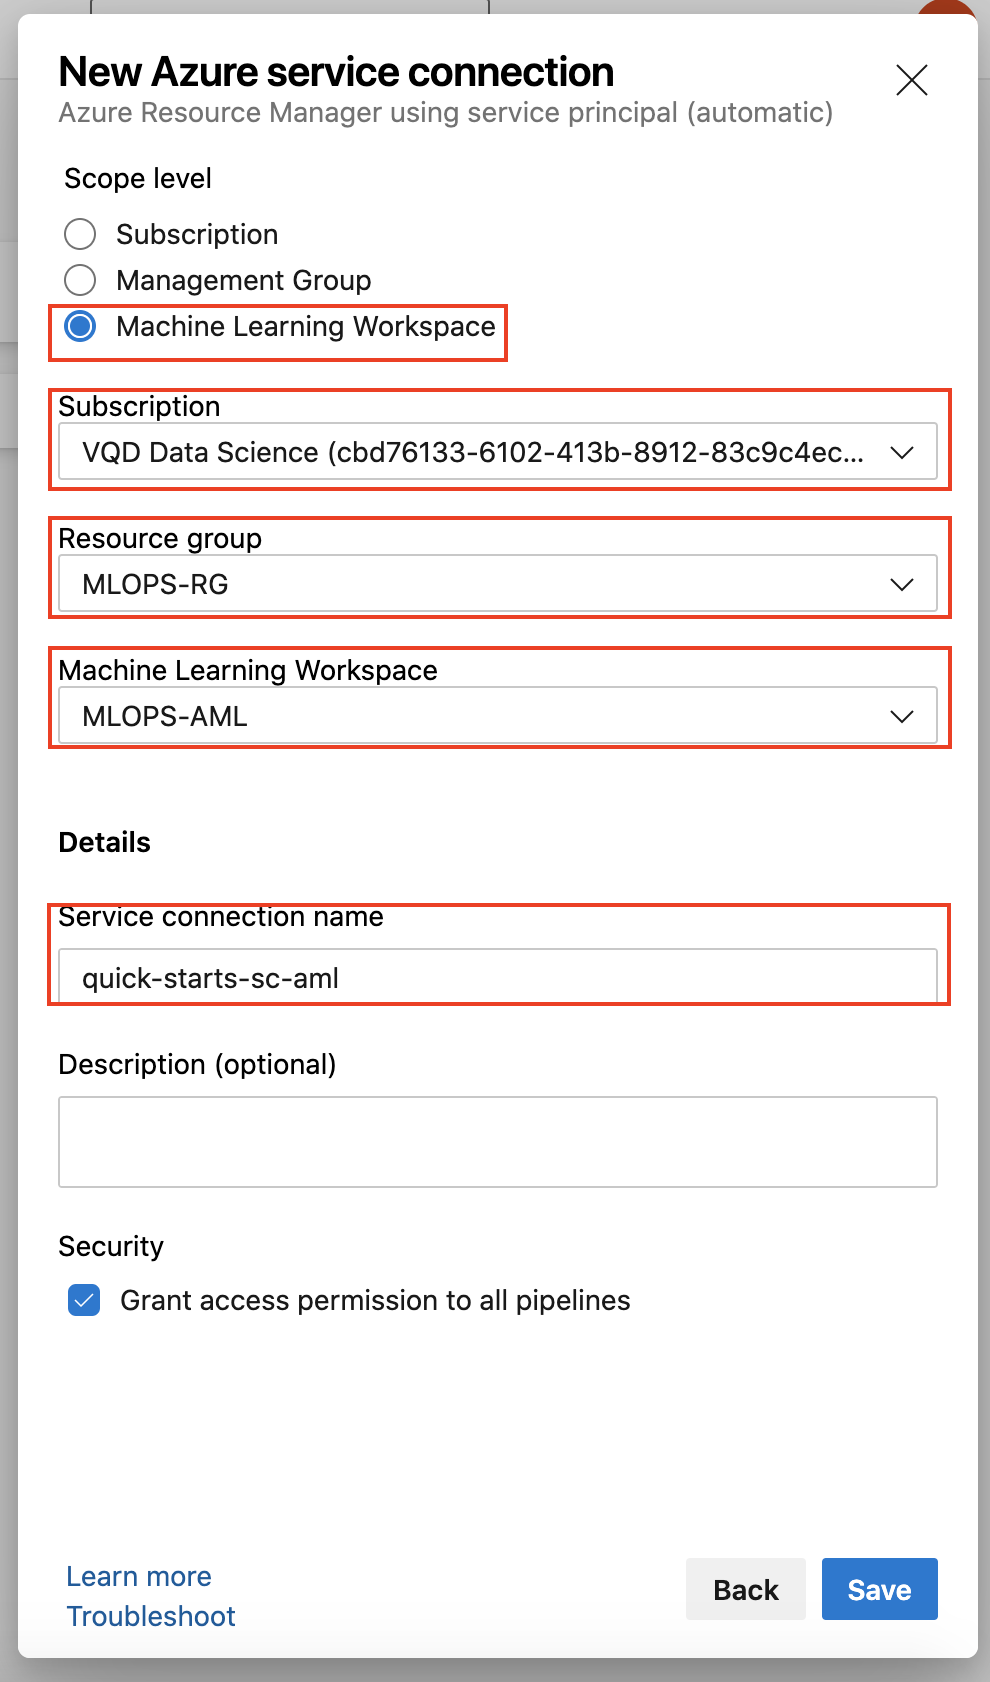 New Azure service connection
Azure Resource Manager using service principal (automatic)
Scope level
Subscription
Management Group
Machine Learning Workspace
Subscription
VQD Data Science (cbd76133-6102-413b-8912-83c9c4ec...
Resource group
MLOPS-RG
Machine Learning Workspace
MLOPS-AML
Details
Service connection name
quick-starts-sc-aml
Description (optional)
Security
Grant access permission to all pipelines
Learn more
Troubleshoot
Back
Save